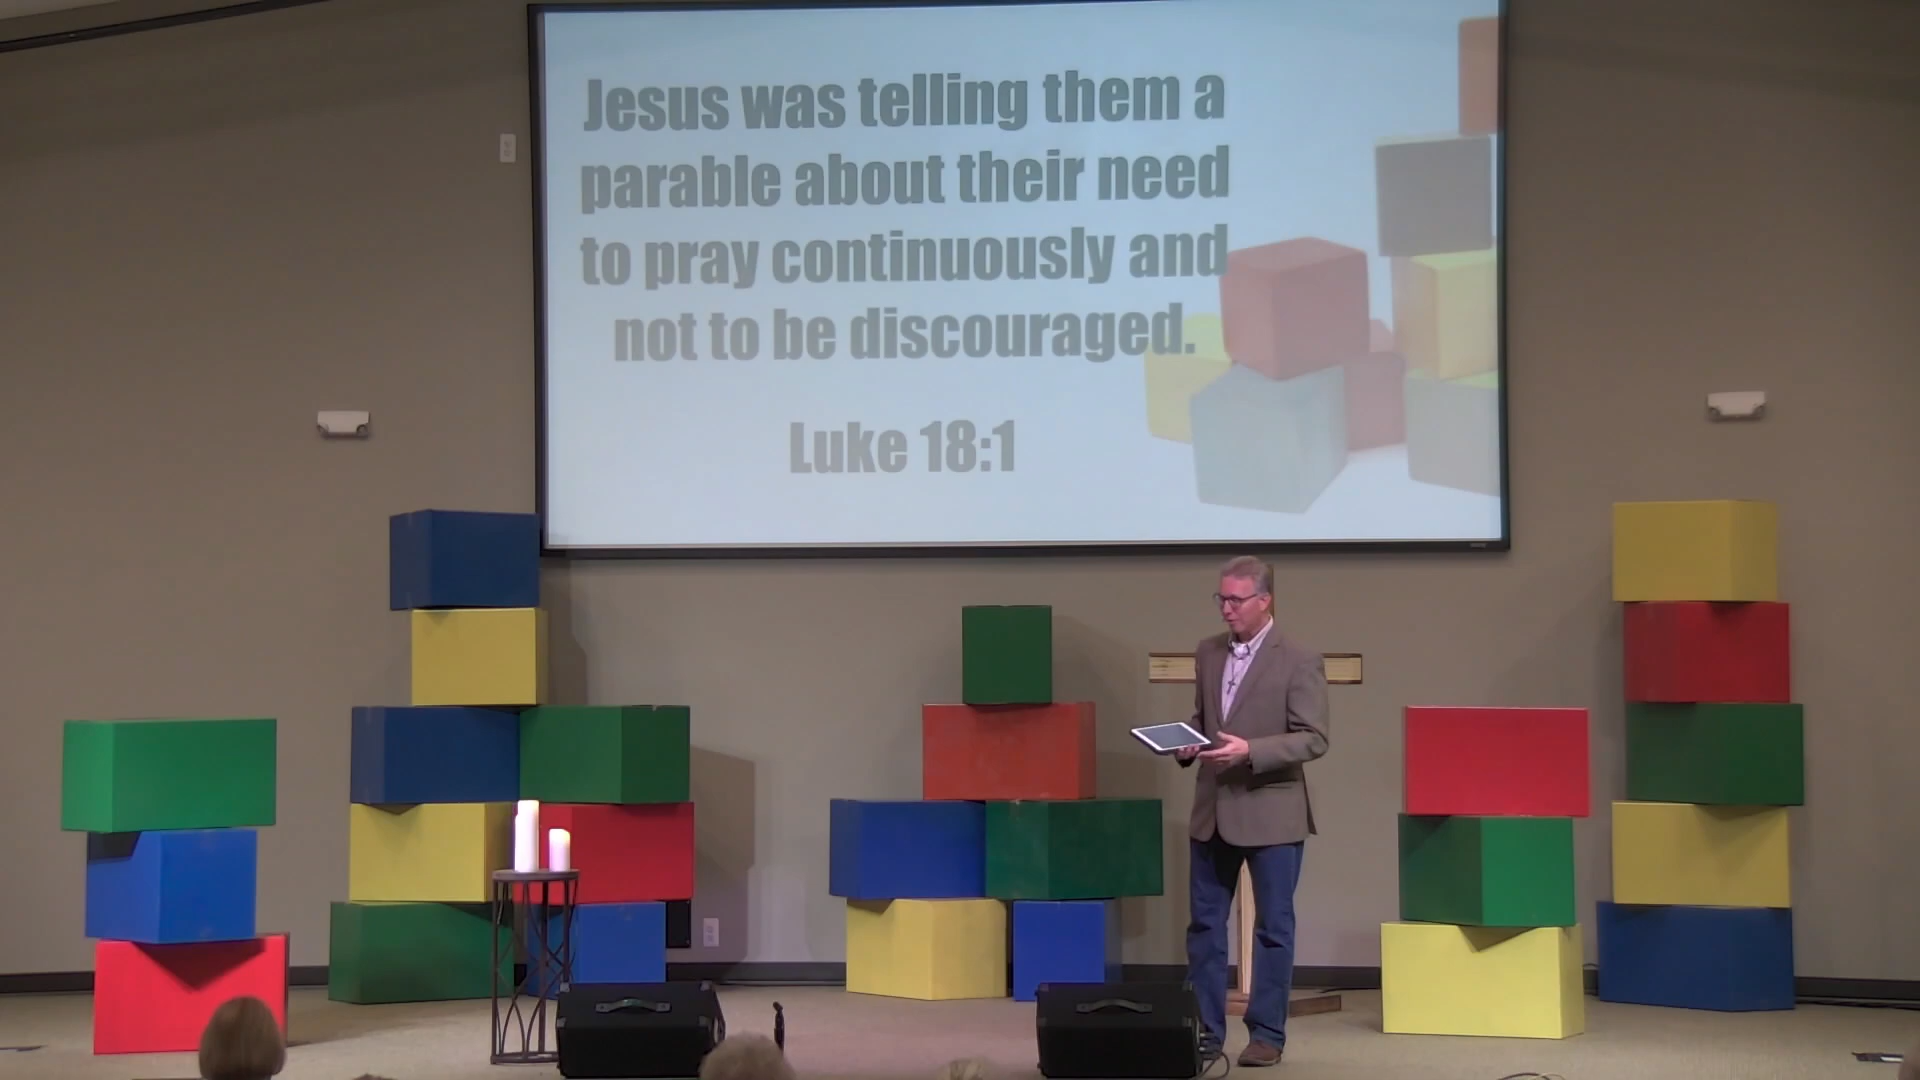 Jesus was telling them a
parable about their need
to pray continuously and
not to be discouraged.
Luke 18:1